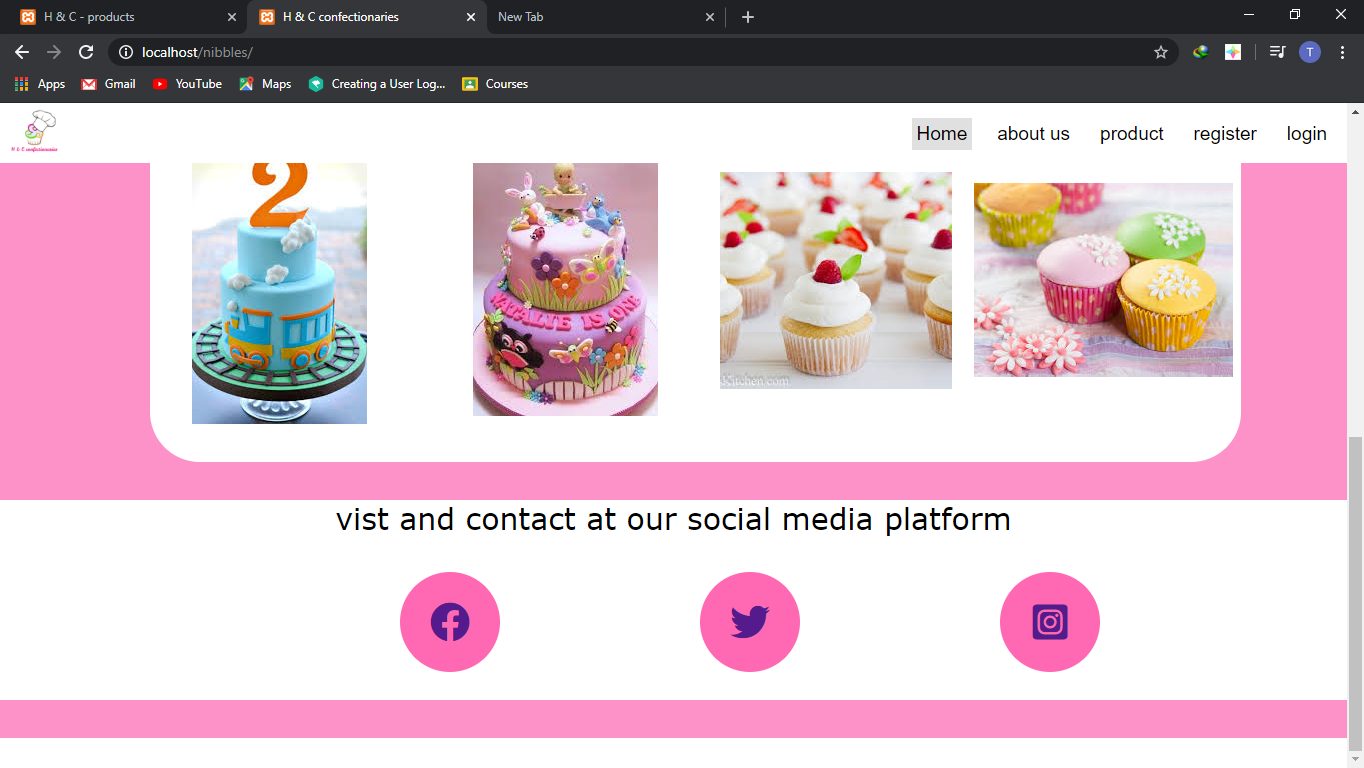 H & C - products
H & C confectionaries
New Tab
localhost/nibbles/
T
Apps
Gmail
YouTube
Maps
Creating a User Log...
Courses
H & C confectionaries
Home about us product register login
2
IS ONE
Kitchen.com
vist and contact at our social media platform